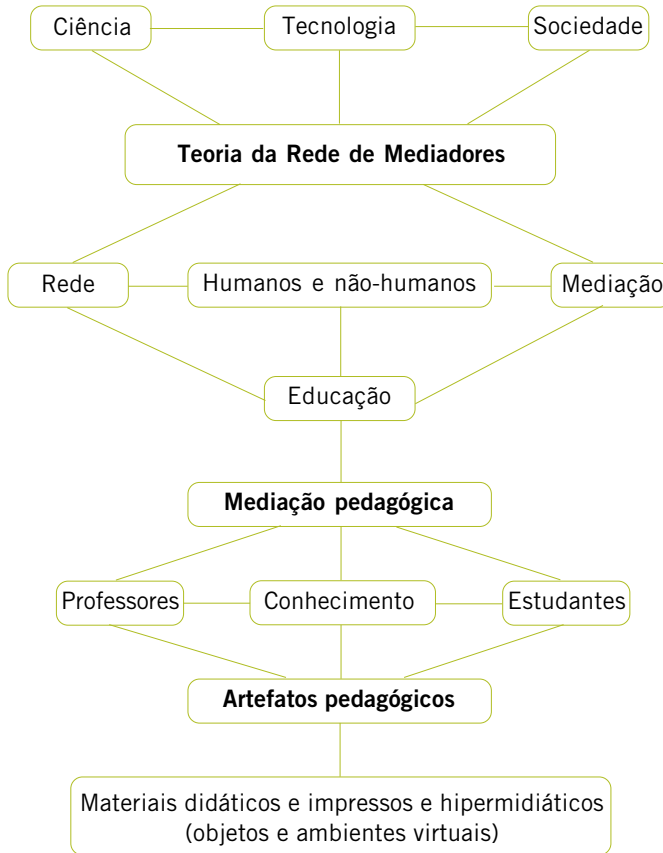 Ciência
Tecnologia
Sociedade
Teoria da Rede de Mediadores
Rede
Humanos e não-humanos
Mediação
Educação
Mediação pedagógica
Professores
Conhecimento
Estudantes
Artefatos pedagógicos
Materiais didáticos e impressos e hipermidiáticos
(objetos e ambientes virtuais)